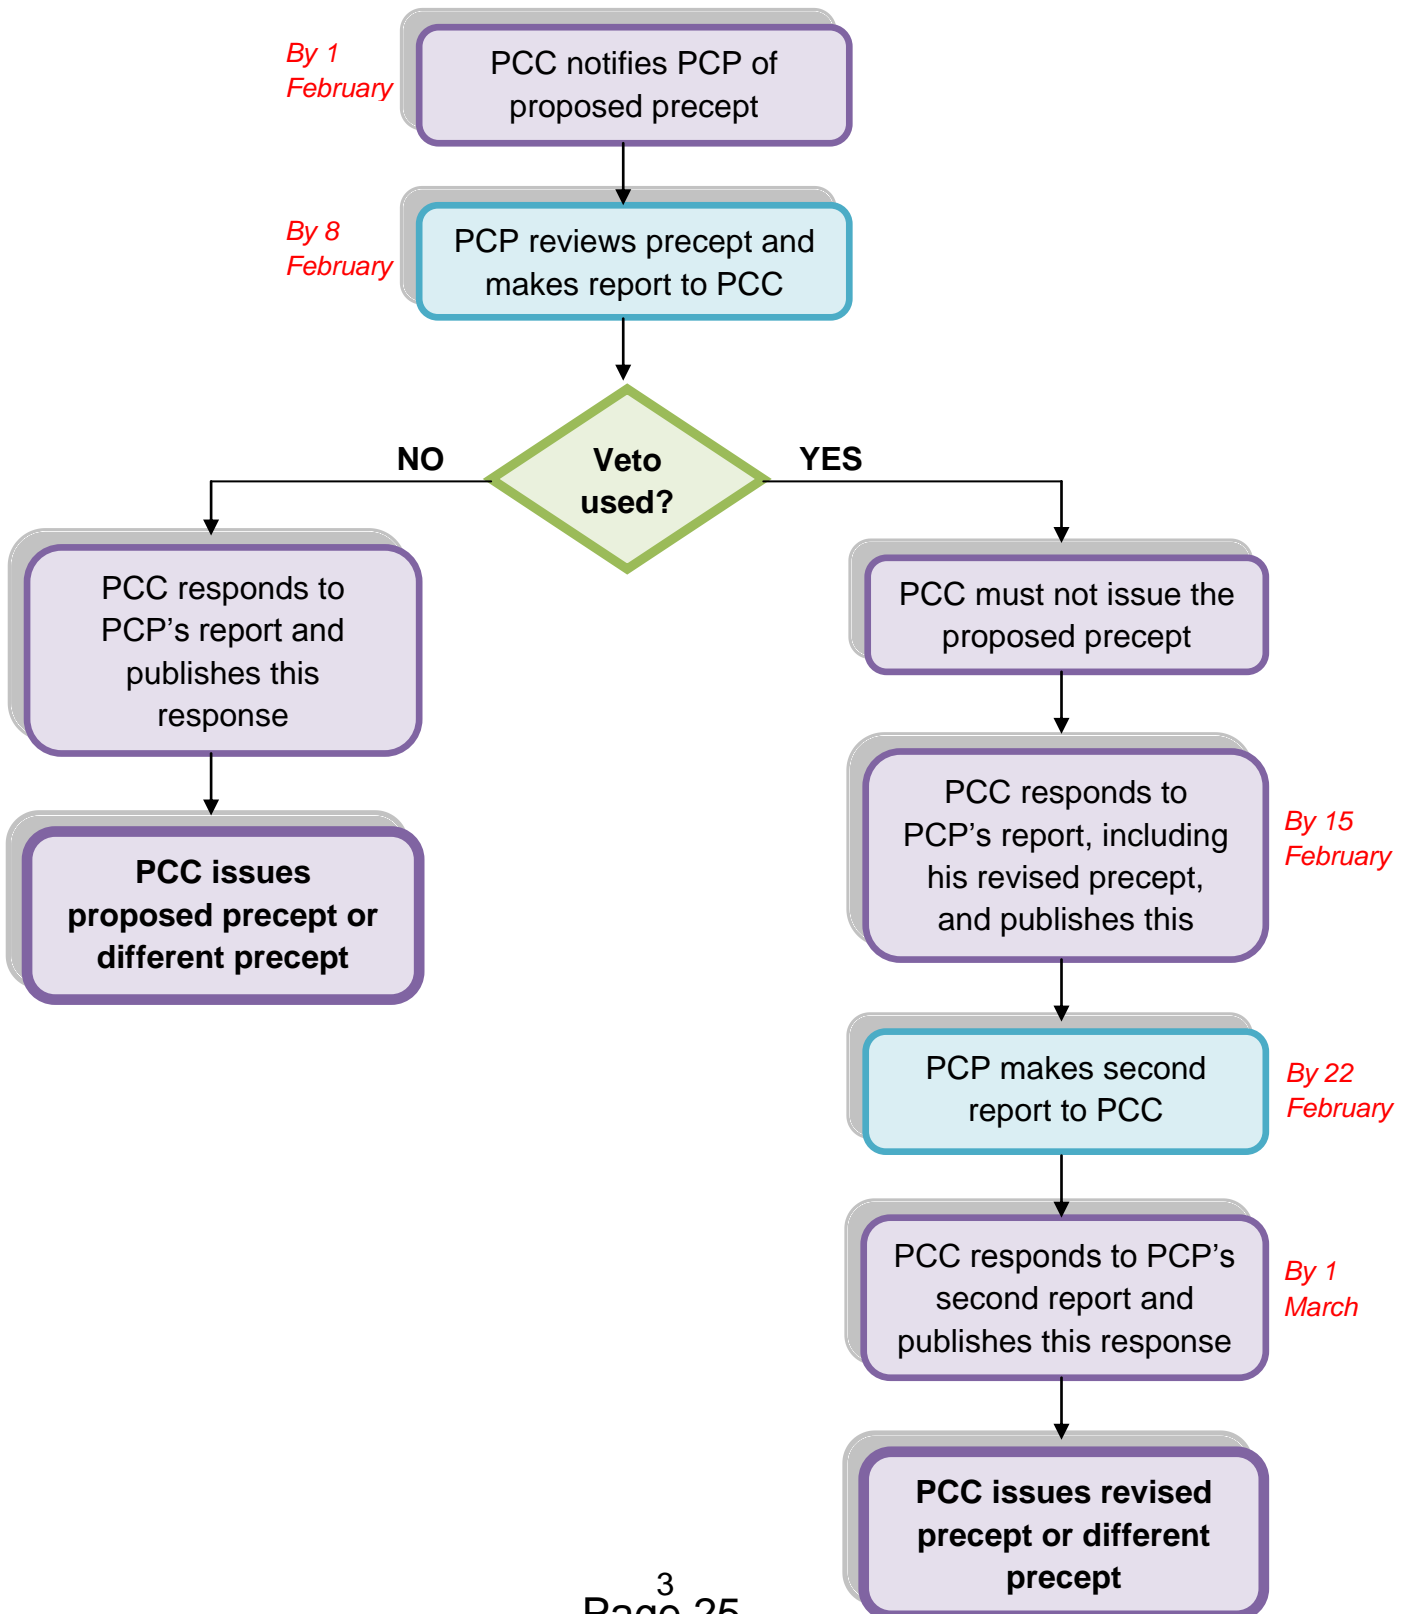 By 1
February
PCC notifies PCP of
proposed precept
By 8
February
PCP reviews precept and
makes report to PCC
NO
Veto
used?
YES
PCC responds to
PCP’s report and
publishes this
response
PCC issues
proposed precept or
different precept
PCC must not issue the
proposed precept
PCC responds to
PCP’s report, including
his revised precept,
and publishes this
By 15
February
PCP makes second
report to PCC
By 22
February
PCC responds to PCP’s
second report and
publishes this response
By 1
March
PCC issues revised
precept or different
precept
3
Page 25